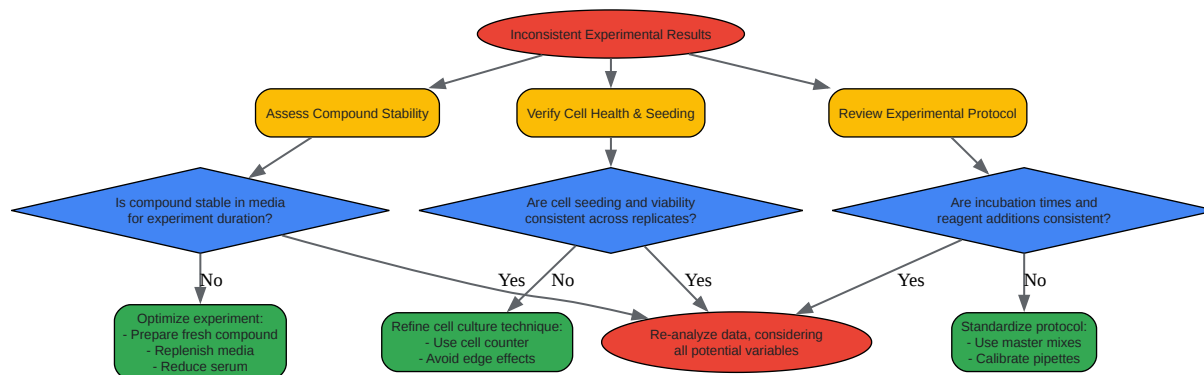 Inconsistent Experimental Results
Assess Compound Stability
Verify Cell Health & Seeding
Review Experimental Protocol
Is compound stable in media
for experiment duration?
Are cell seeding and viability
consistent across replicates?
Are incubation times and
reagent additions consistent?
No
Yes
No
Yes
Yes
No
Optimize experiment:
- Prepare fresh compound
- Replenish media
- Reduce serum
Refine cell culture technique:
- Use cell counter
- Avoid edge effects
Re-analyze data, considering
all potential variables
Standardize protocol:
- Use master mixes
- Calibrate pipettes